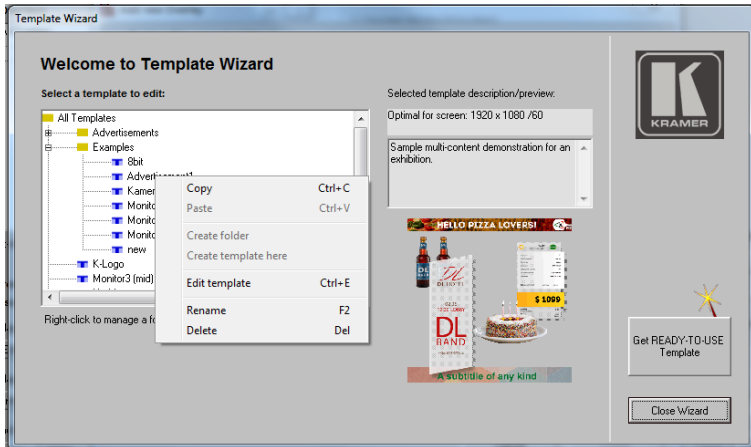 Template Wizard
Welcome to Template Wizard
Select a template to edit:
All Templates
Advertisements
Examples
8bit
Advertisement1
Kamer
Monito
Monito
Monito
new
K-Logo
Monitor3 (mid)
Right-click to manage a fo
Copy Ctrl+C
Paste Ctrl+V
Create folder
Create template here
Edit template Ctrl+E
Rename F2
Delete Del
Selected template description/preview:
Optimal for screen: 1920 x 1080 /60
Sample multi-content demonstration for an
exhibition.
HELLO PIZZA LOVERS!
DL
DL
DL
BAND
$ 1099
A subtitle of any kind
K
KRAMER
Get READY-TO-USE
Template
Close Wizard